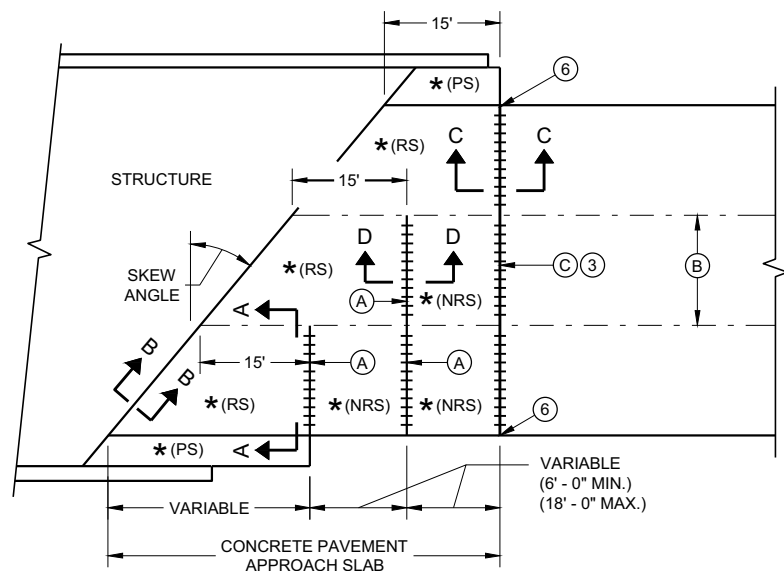 15'
* (PS)
6
* (RS)
C
C
STRUCTURE
15'
D
D
SKEW
ANGLE
* (RS)
C
3
B
A
* (NRS)
A
B
B
15'
A
A
* (RS)
* (NRS)
* (NRS)
6
* (PS)
A
VARIABLE
(6' - 0" MIN.)
(18' - 0" MAX.)
VARIABLE
CONCRETE PAVEMENT
APPROACH SLAB